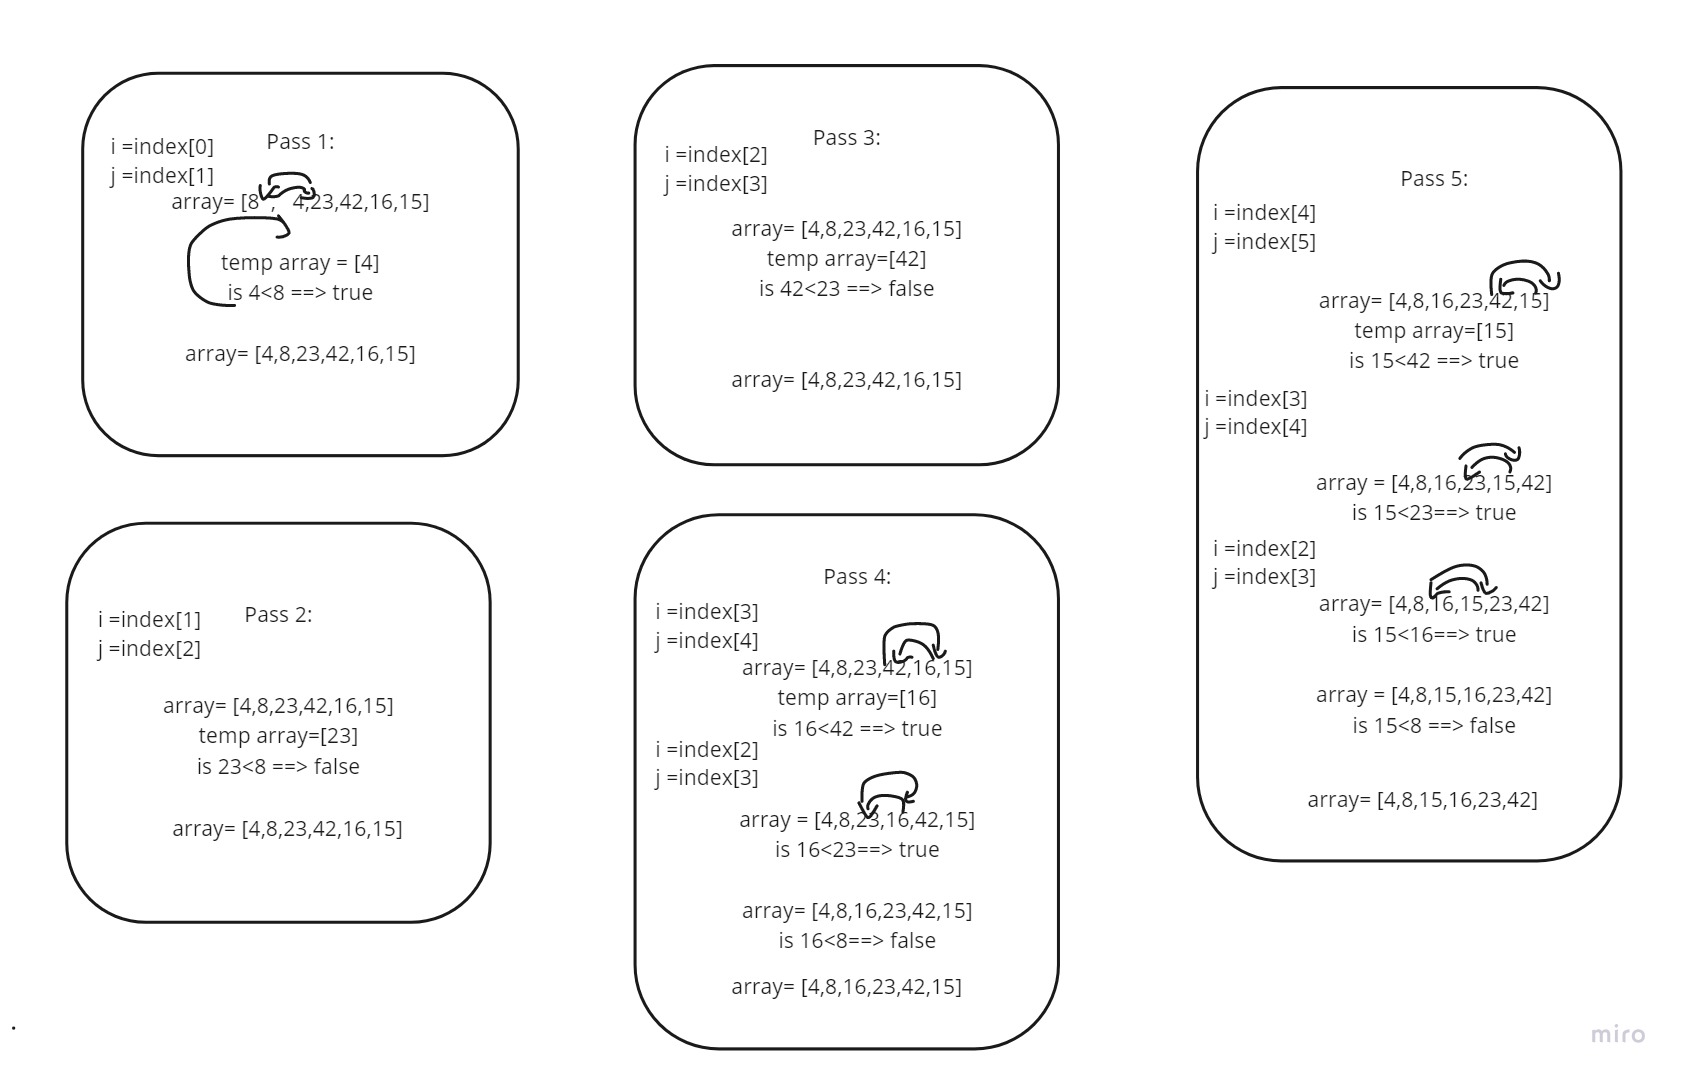 Pass 1:
i =index[0]
j =index[1]
array= [8 , 4,23,42,16,15]
temp array = [4]
is 4<8 ==> true
array= [4,8,23,42,16,15]
Pass 2:
i =index[1]
j =index[2]
array= [4,8,23,42,16,15]
temp array=[23]
is 23<8 ==> false
array= [4,8,23,42,16,15]
Pass 3:
i =index[2]
j =index[3]
array= [4,8,23,42,16,15]
temp array=[42]
is 42<23 ==> false
array= [4,8,23,42,16,15]
Pass 4:
i =index[3]
j =index[4]
array= [4,8,23,42,16,15]
temp array=[16]
is 16<42 ==> true
i =index[2]
j =index[3]
array = [4,8,23,16,42,15]
is 16<23==> true
array= [4,8,16,23,42,15]
is 16<8==> false
array= [4,8,16,23,42,15]
Pass 5:
i =index[4]
j =index[5]
array= [4,8,16,23,42,15]
temp array=[15]
is 15<42 ==> true
i =index[3]
j =index[4]
array = [4,8,16,23,15,42]
is 15<23==> true
i =index[2]
j =index[3]
array= [4,8,16,15,23,42]
is 15<16==> true
array = [4,8,15,16,23,42]
is 15<8 ==> false
array= [4,8,15,16,23,42]
miro